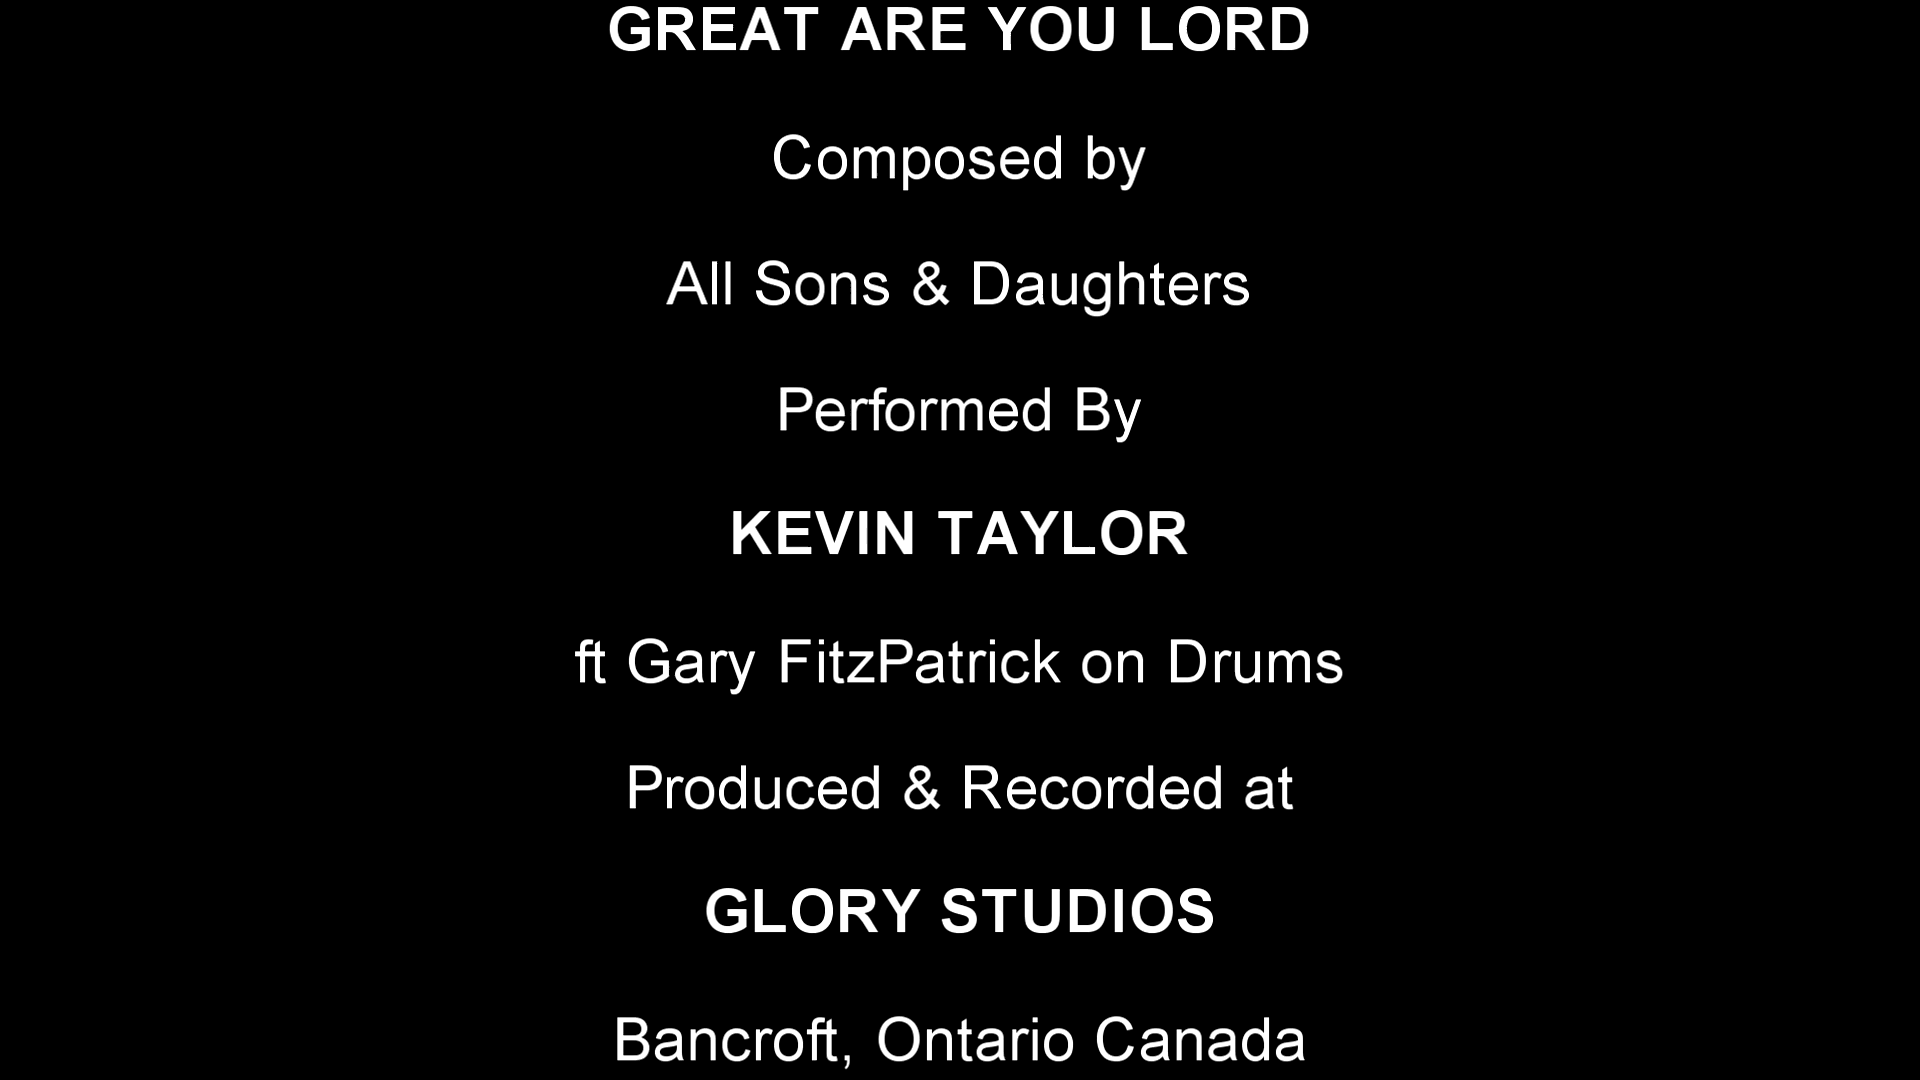 GREAT ARE YOU LORD
Composed by
All Sons & Daughters
Performed By
KEVIN TAYLOR
ft Gary FitzPatrick on Drums
Produced & Recorded at
GLORY STUDIOS
Bancroft, Ontario Canada